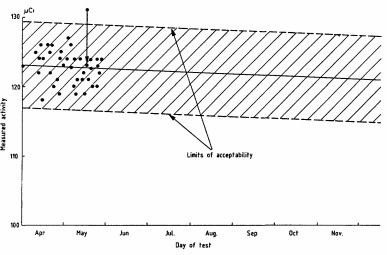 μCi
130
120
110
100
Measured activity
Limits of acceptability
Apr May Jun Jul. Aug. Sep Oct Nov.
Day of test